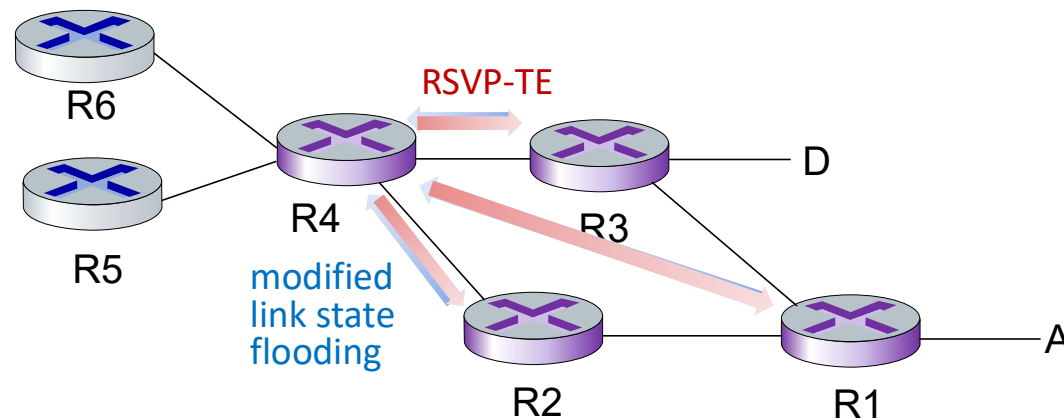 RSVP-TE
R6
D
R4
R3
R5
modified
link state
flooding
A
R2
R1